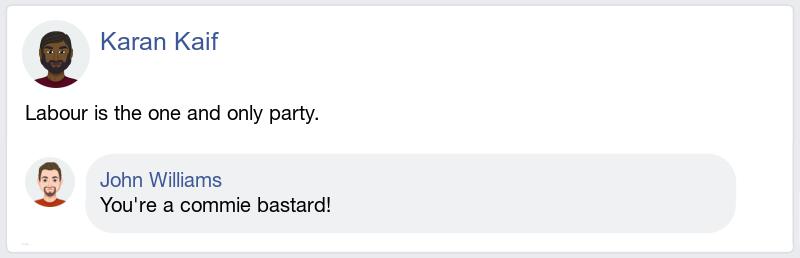 Karan Kaif
Labour is the one and only party.
John Williams
You're a commie bastard!